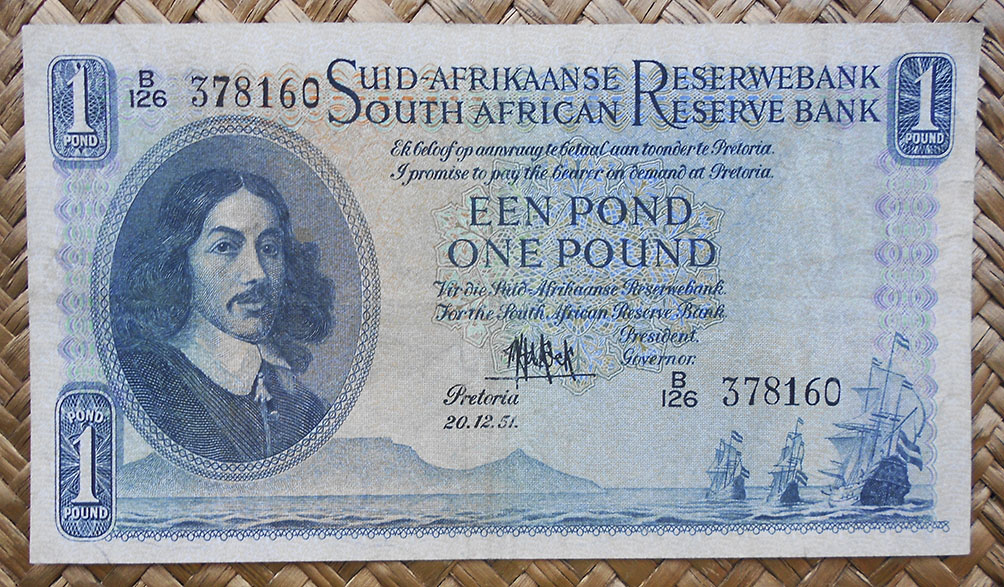 1
POND
B
126 378160
SUID-AFRIKAANSE RESERWEBANK
SOUTH AFRICAN RESERVE BANK
1
POUND
Ek beloof op aanvraag te betaal aan toonder te Pretoria.
I promise to pay the bearer on demand at Pretoria.
EEN POND
ONE POUND
Vir die Suid-Afrikaanse Reserwebank
For the South African Reserve Bank
President.
Governor.
Pretoria
20.12.51.
B
126 378160
POND
1
POUND